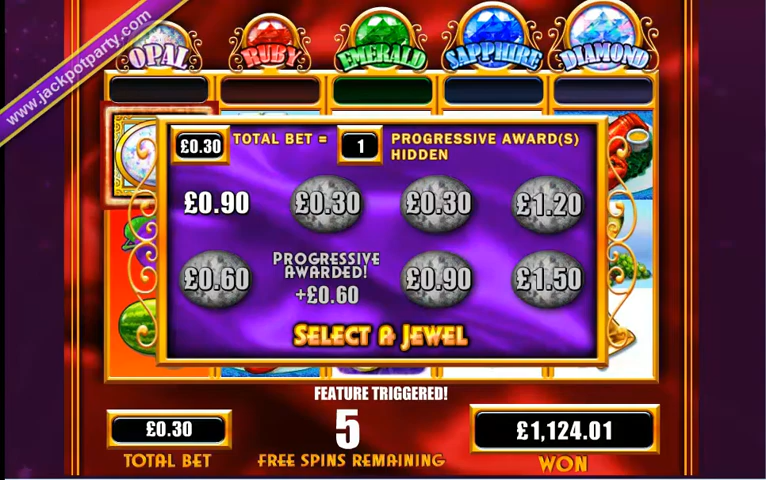 www.jackpotparty.com
OPAL RUBY EMERALD SAPPHIRE DIAMOND
£0.30 TOTAL BET = 1 PROGRESSIVE AWARD(S)
HIDDEN
£0.90 £0.30 £0.30 £1.20
£0.60 PROGRESSIVE
AWARDED!
+£0.60 £0.90 £1.50
SELECT A JEWEL
FEATURE TRIGGERED!
£0.30 5 £1,124.01
TOTAL BET FREE SPINS REMAINING WON